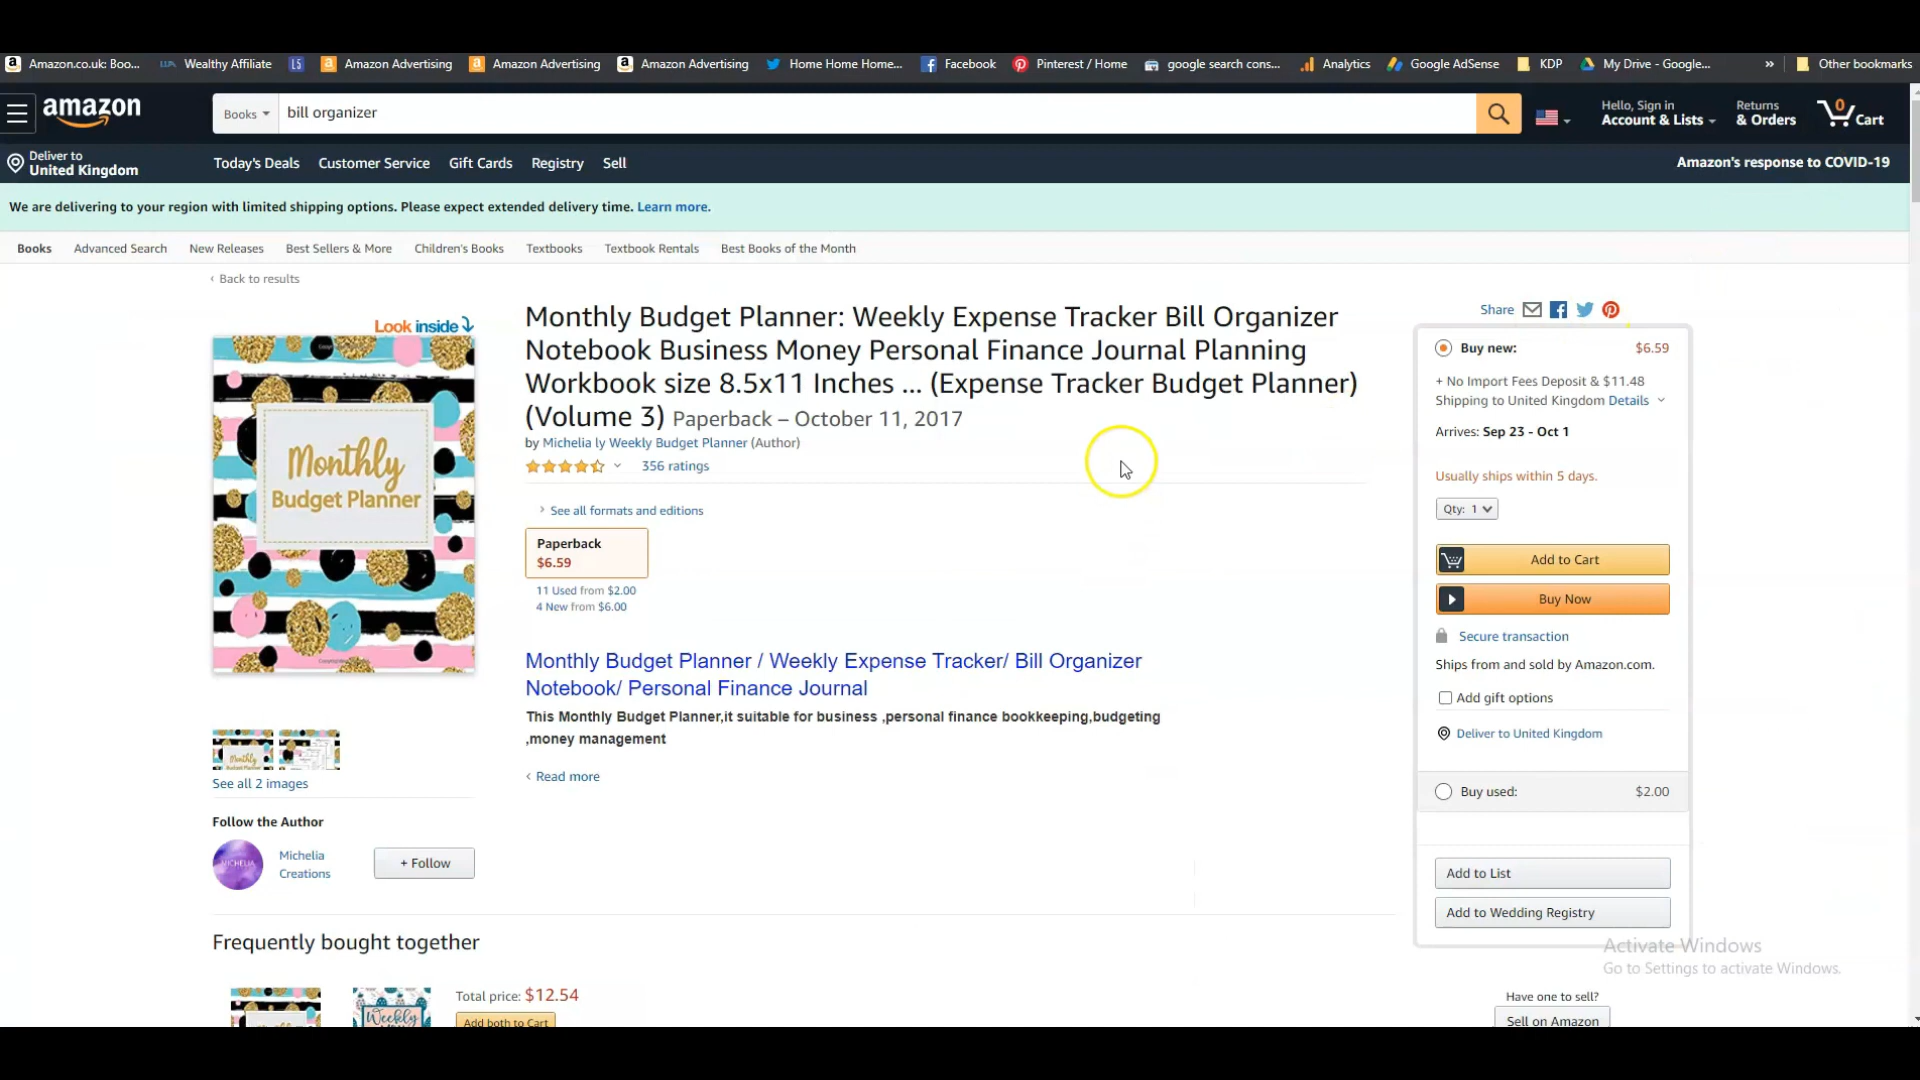 Amazon.co.uk: Boo...
Wealthy Affiliate
LS
Amazon Advertising
Amazon Advertising
Amazon Advertising
Home Home Home...
Facebook
Pinterest / Home
google search cons...
Analytics
Google AdSense
KDP
My Drive - Google...
»
Other bookmarks
amazon
Books
bill organizer
Hello, Sign in
Account & Lists
Returns
& Orders
0
Cart
Deliver to
United Kingdom
Today's Deals
Customer Service
Gift Cards
Registry
Sell
Amazon's response to COVID-19
We are delivering to your region with limited shipping options. Please expect extended delivery time. Learn more.
Books
Advanced Search
New Releases
Best Sellers & More
Children's Books
Textbooks
Textbook Rentals
Best Books of the Month
‹ Back to results
Look inside
Monthly
Budget Planner
See all 2 images
Follow the Author
MICHELIA
Michelia
Creations
+ Follow
Monthly Budget Planner: Weekly Expense Tracker Bill Organizer
Notebook Business Money Personal Finance Journal Planning
Workbook size 8.5x11 Inches ... (Expense Tracker Budget Planner)
(Volume 3) Paperback – October 11, 2017
by Michelia ly Weekly Budget Planner (Author)
356 ratings
› See all formats and editions
Paperback
$6.59
11 Used from $2.00
4 New from $6.00
Monthly Budget Planner / Weekly Expense Tracker/ Bill Organizer
Notebook/ Personal Finance Journal
This Monthly Budget Planner,it suitable for business ,personal finance bookkeeping,budgeting
,money management
‹ Read more
Share
Buy new:
$6.59
+ No Import Fees Deposit & $11.48
Shipping to United Kingdom Details
Arrives: Sep 23 - Oct 1
Usually ships within 5 days.
Qty: 1
Add to Cart
Buy Now
Secure transaction
Ships from and sold by Amazon.com.
Add gift options
Deliver to United Kingdom
Buy used:
$2.00
Add to List
Add to Wedding Registry
Activate Windows
Go to Settings to activate Windows.
Have one to sell?
Sell on Amazon
Frequently bought together
Weekly
Total price: $12.54
Add both to Cart